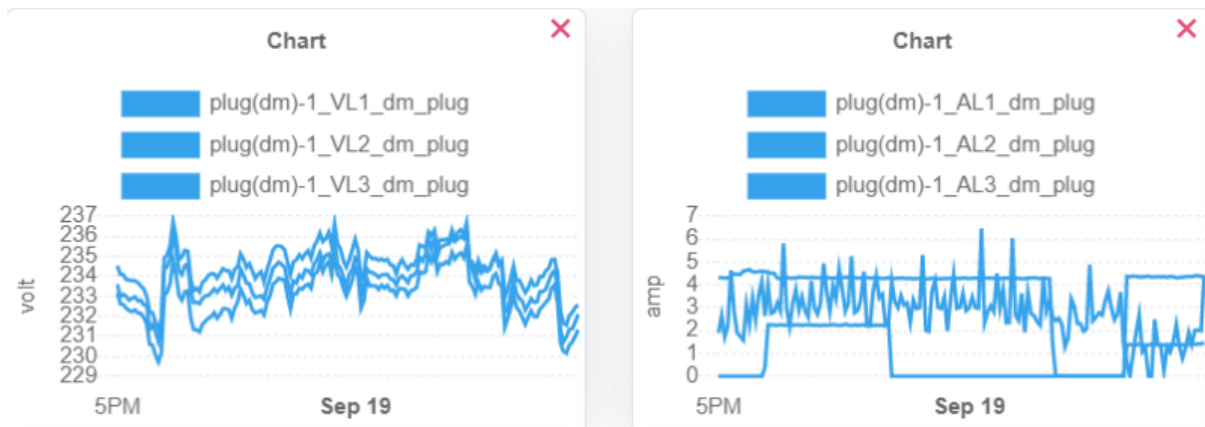 Chart
plug(dm)-1_VL1_dm_plug
plug(dm)-1_VL2_dm_plug
plug(dm)-1_VL3_dm_plug
237
236
235
234
233
232
231
230
229
volt
5PM
Sep 19
Chart
plug(dm)-1_AL1_dm_plug
plug(dm)-1_AL2_dm_plug
plug(dm)-1_AL3_dm_plug
7
6
5
4
3
2
1
0
amp
5PM
Sep 19